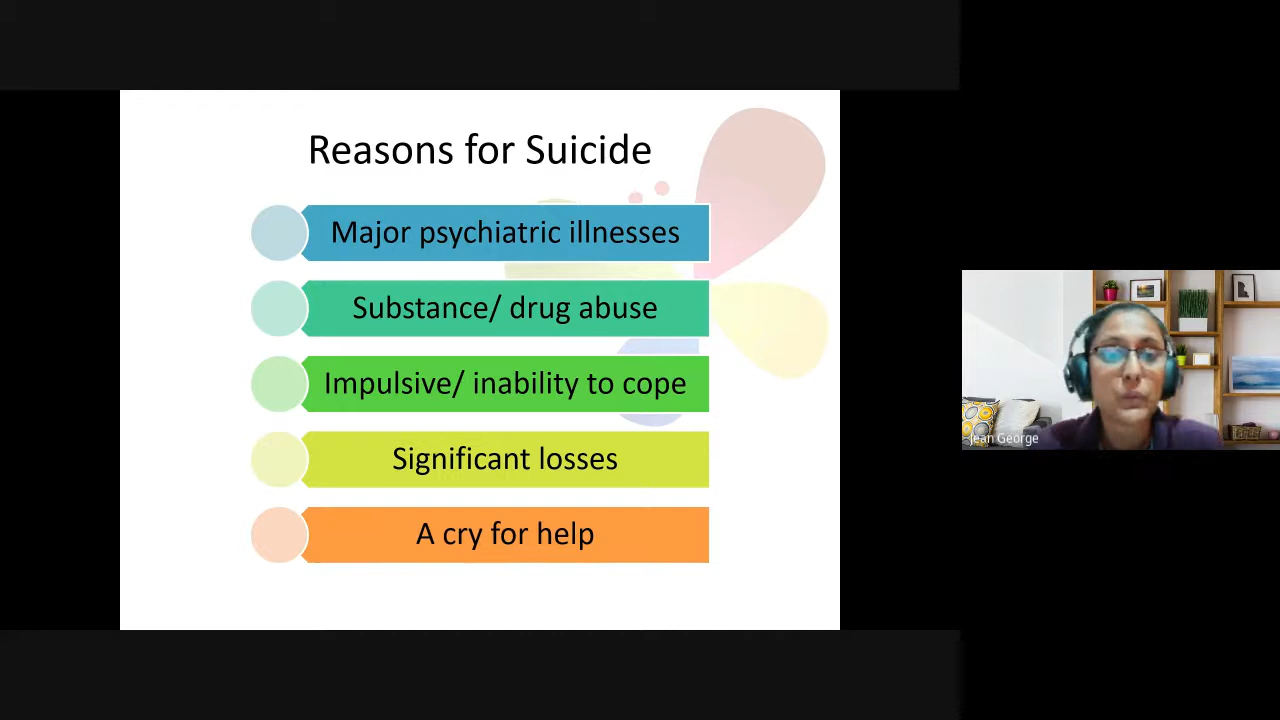 Reasons for Suicide
Major psychiatric illnesses
Substance/ drug abuse
Impulsive/ inability to cope
Significant losses
A cry for help
Jean George